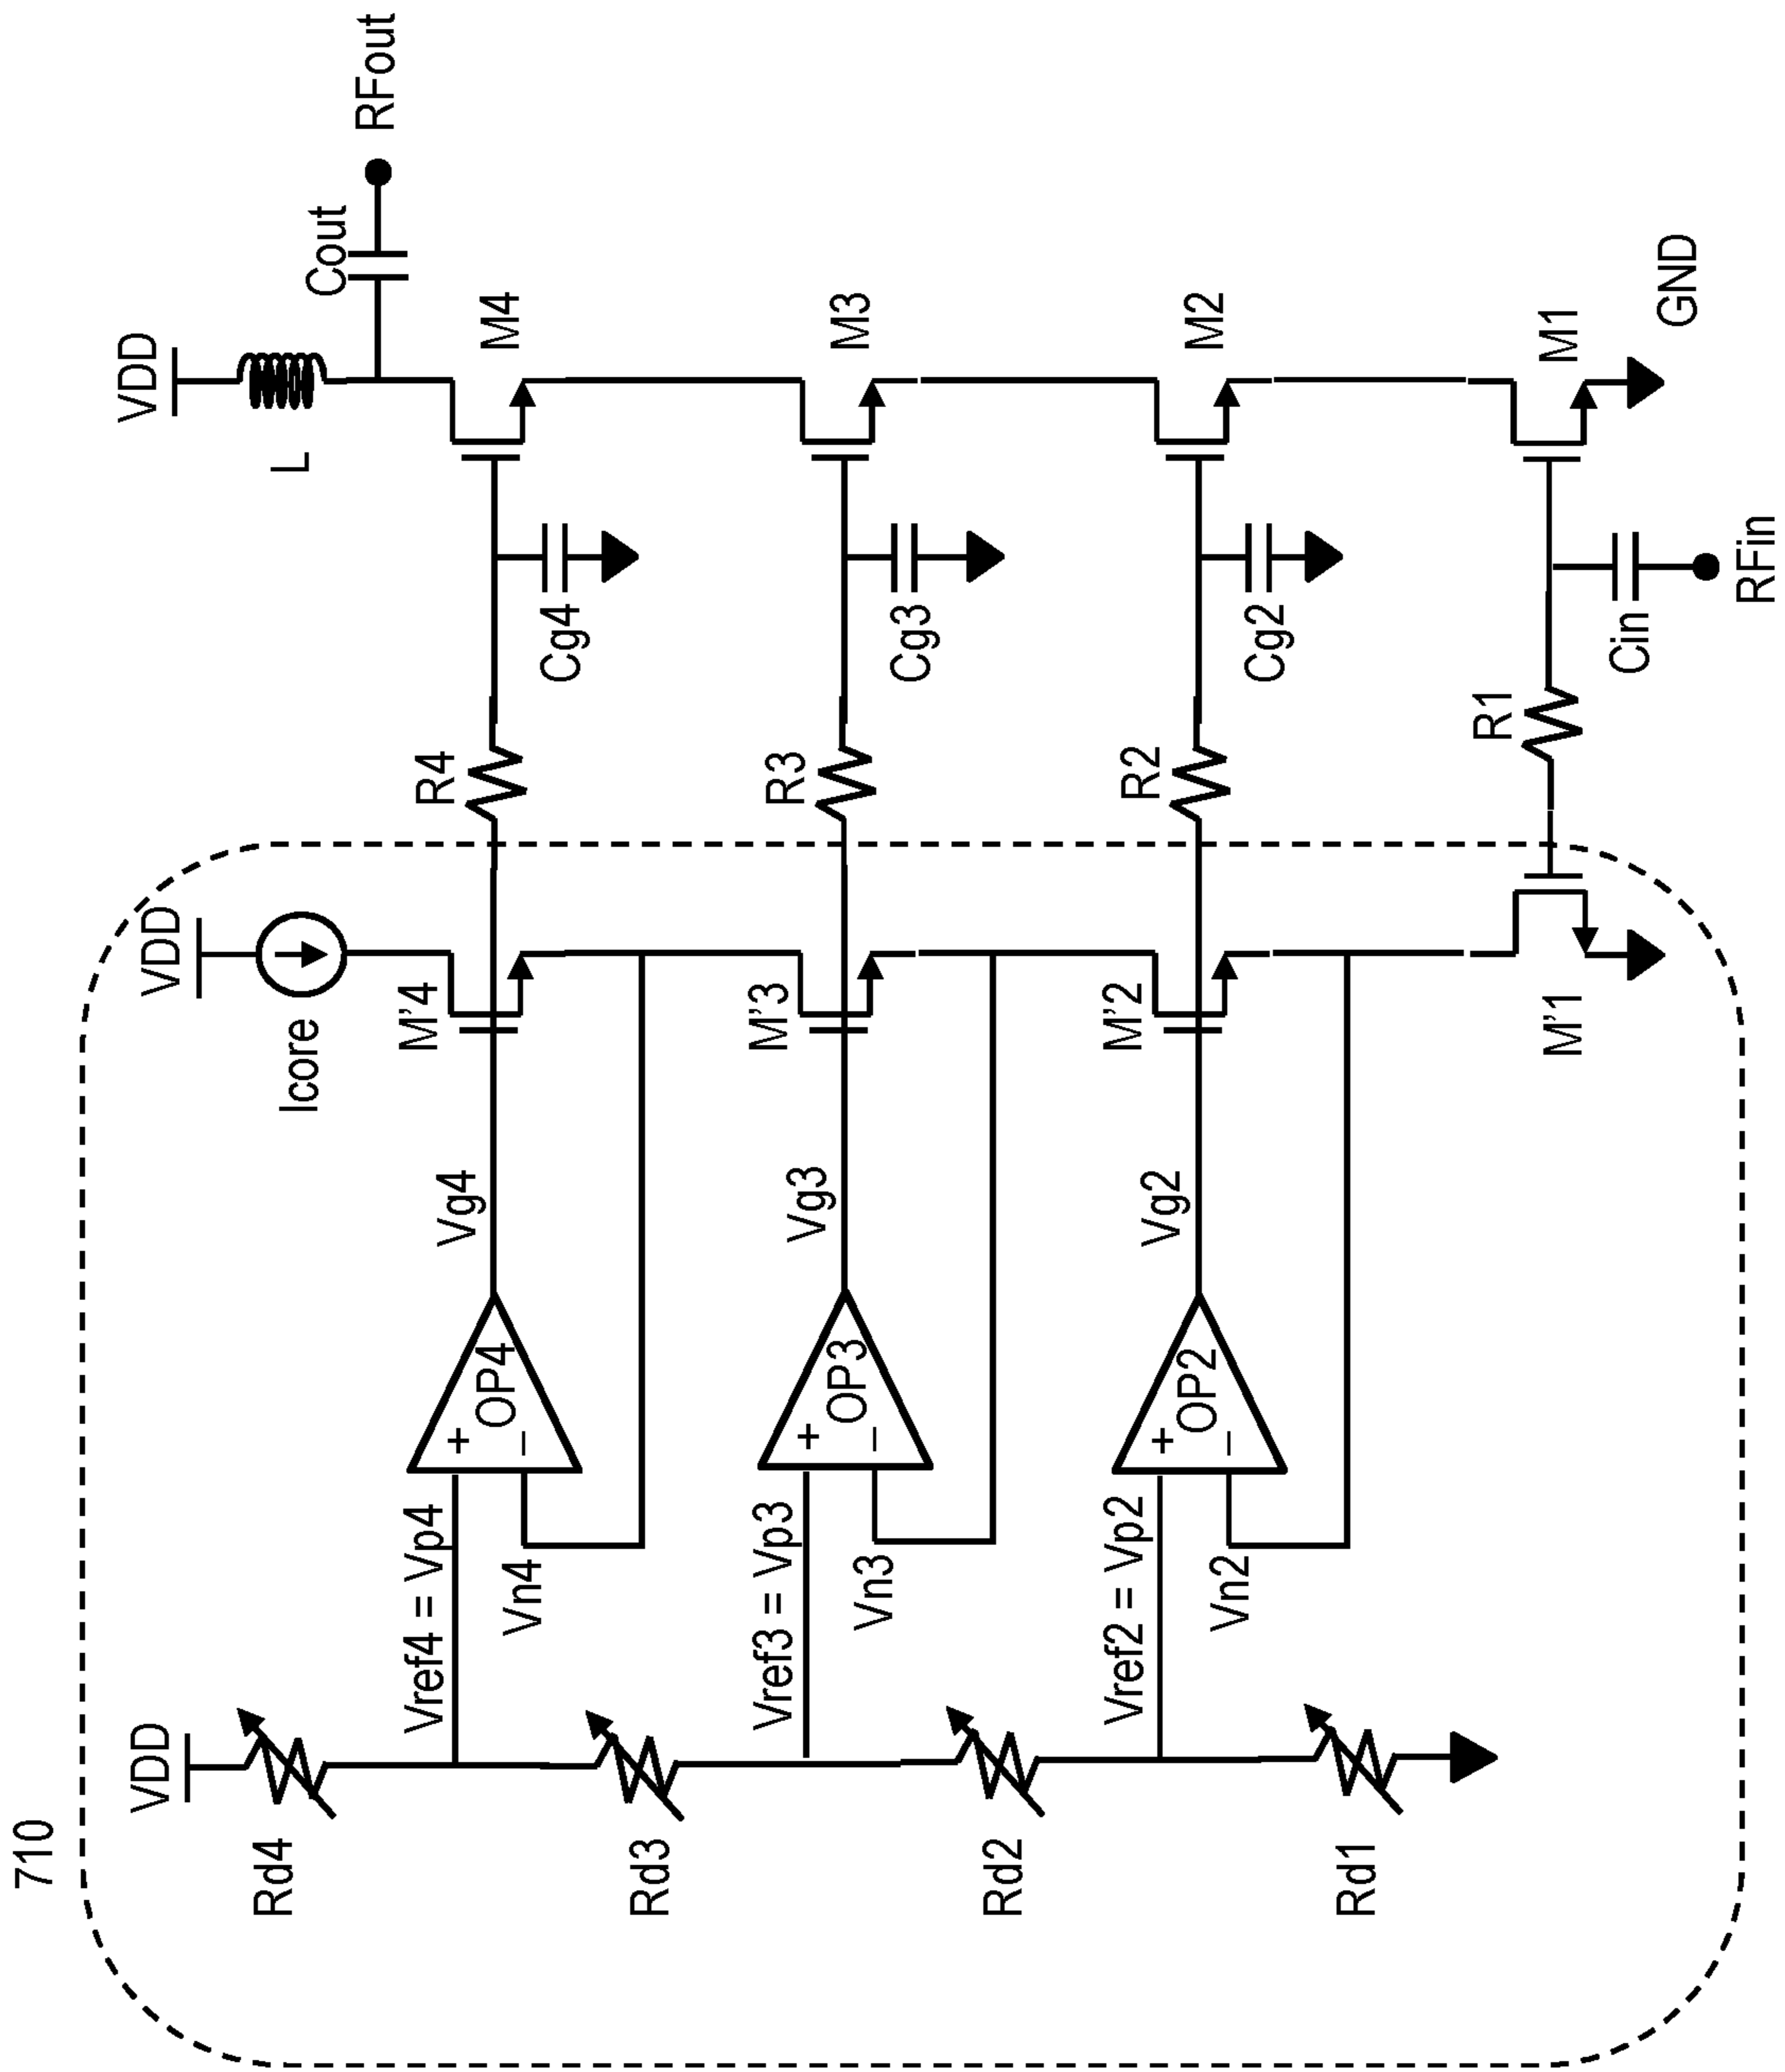 710
VDD
VDD
VDD
L
Cout
RFout
Rd4
Icore
Vref4 = Vp4
+
OP4
–
Vn4
Vg4
M'4
R4
Cg4
M4
Rd3
Vref3 = Vp3
+
OP3
–
Vn3
Vg3
M'3
R3
Cg3
M3
Rd2
Vref2 = Vp2
+
OP2
–
Vn2
Vg2
M'2
R2
Cg2
M2
Rd1
M'1
R1
Cin
RFin
M1
GND